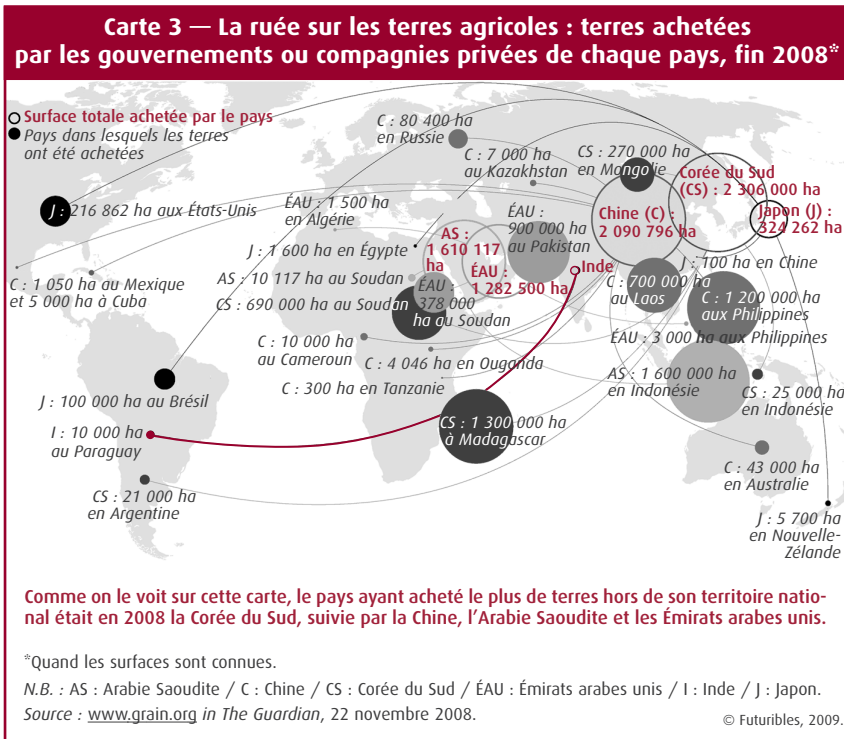 Carte 3 — La ruée sur les terres agricoles : terres achetées
par les gouvernements ou compagnies privées de chaque pays, fin 2008*
Surface totale achetée par le pays
Pays dans lesquels les terres
ont été achetées
C : 80 400 ha
en Russie
C : 7 000 ha
au Kazakhstan
CS : 270 000 ha
en Mongolie
Corée du Sud
(CS) : 2 306 000 ha
Chine (C) :
2 090 796 ha
Japon (J) :
324 262 ha
J : 216 862 ha aux États-Unis
ÉAU : 1 500 ha
en Algérie
ÉAU :
900 000 ha
au Pakistan
J : 1 600 ha en Égypte
AS :
1 610 117
ha
ÉAU :
1 282 500 ha
Inde
J : 100 ha en Chine
C : 1 050 ha au Mexique
et 5 000 ha à Cuba
AS : 10 117 ha au Soudan
CS : 690 000 ha au Soudan
ÉAU :
378 000
ha au Soudan
C : 700 000 ha
au Laos
C : 1 200 000 ha
aux Philippines
ÉAU : 3 000 ha aux Philippines
C : 10 000 ha
au Cameroun
C : 4 046 ha en Ouganda
C : 300 ha en Tanzanie
AS : 1 600 000 ha
en Indonésie
CS : 25 000 ha
en Indonésie
J : 100 000 ha au Brésil
I : 10 000 ha
au Paraguay
CS : 1 300 000 ha
à Madagascar
CS : 21 000 ha
en Argentine
C : 43 000 ha
en Australie
J : 5 700 ha
en Nouvelle-
Zélande
Comme on le voit sur cette carte, le pays ayant acheté le plus de terres hors de son territoire natio-
nal était en 2008 la Corée du Sud, suivie par la Chine, l’Arabie Saoudite et les Émirats arabes unis.
*Quand les surfaces sont connues.
N.B. : AS : Arabie Saoudite / C : Chine / CS : Corée du Sud / ÉAU : Émirats arabes unis / I : Inde / J : Japon.
Source : www.grain.org in The Guardian, 22 novembre 2008.
© Futuribles, 2009.